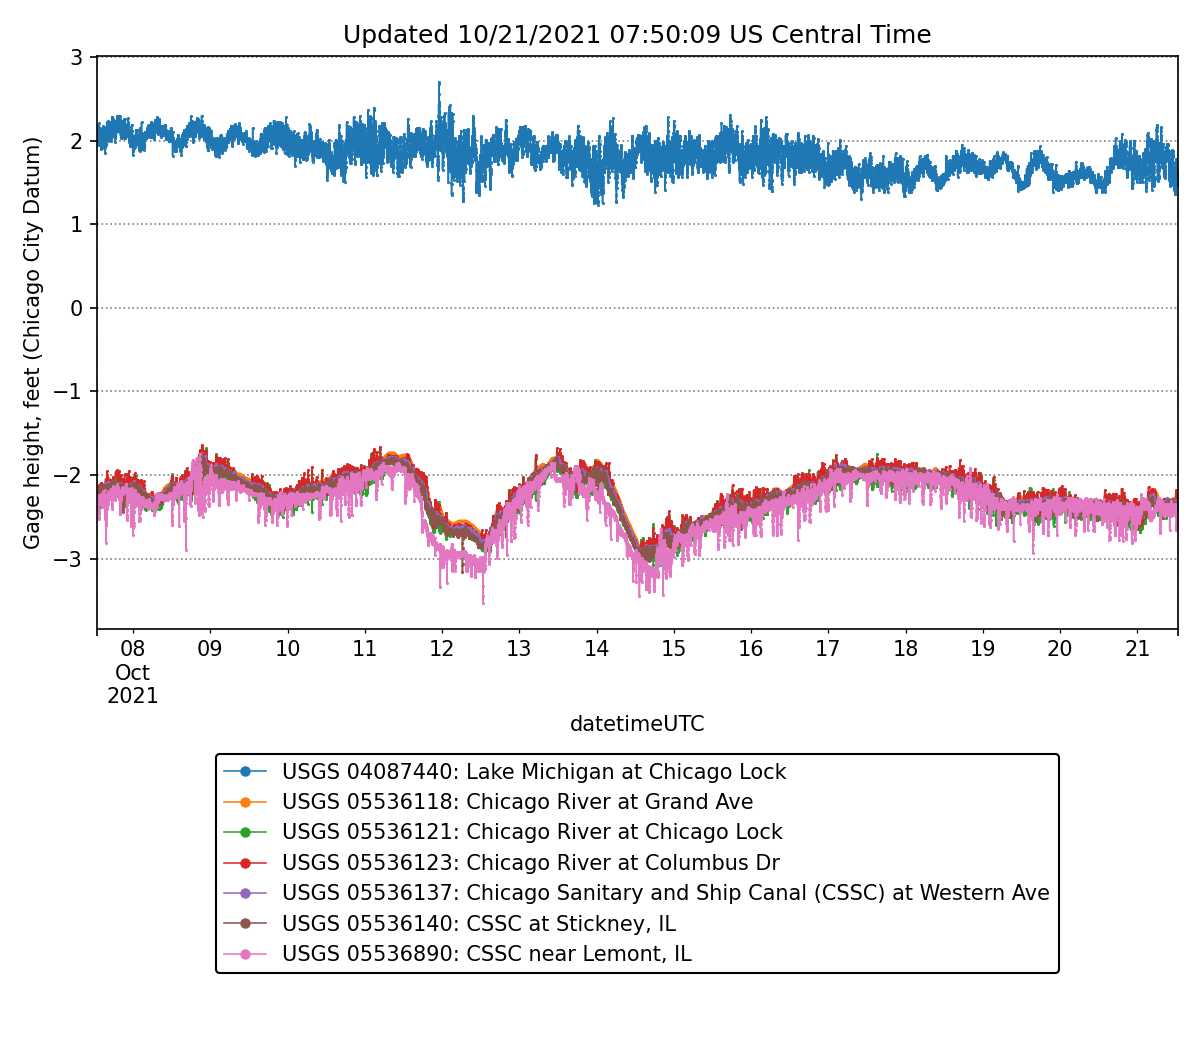 Updated 10/21/2021 07:50:09 US Central Time
Gage height, feet (Chicago City Datum)
3
2
1
0
−1
−2
−3
08 09 10 11 12 13 14 15 16 17 18 19 20 21
Oct
2021
datetimeUTC
USGS 04087440: Lake Michigan at Chicago Lock
USGS 05536118: Chicago River at Grand Ave
USGS 05536121: Chicago River at Chicago Lock
USGS 05536123: Chicago River at Columbus Dr
USGS 05536137: Chicago Sanitary and Ship Canal (CSSC) at Western Ave
USGS 05536140: CSSC at Stickney, IL
USGS 05536890: CSSC near Lemont, IL